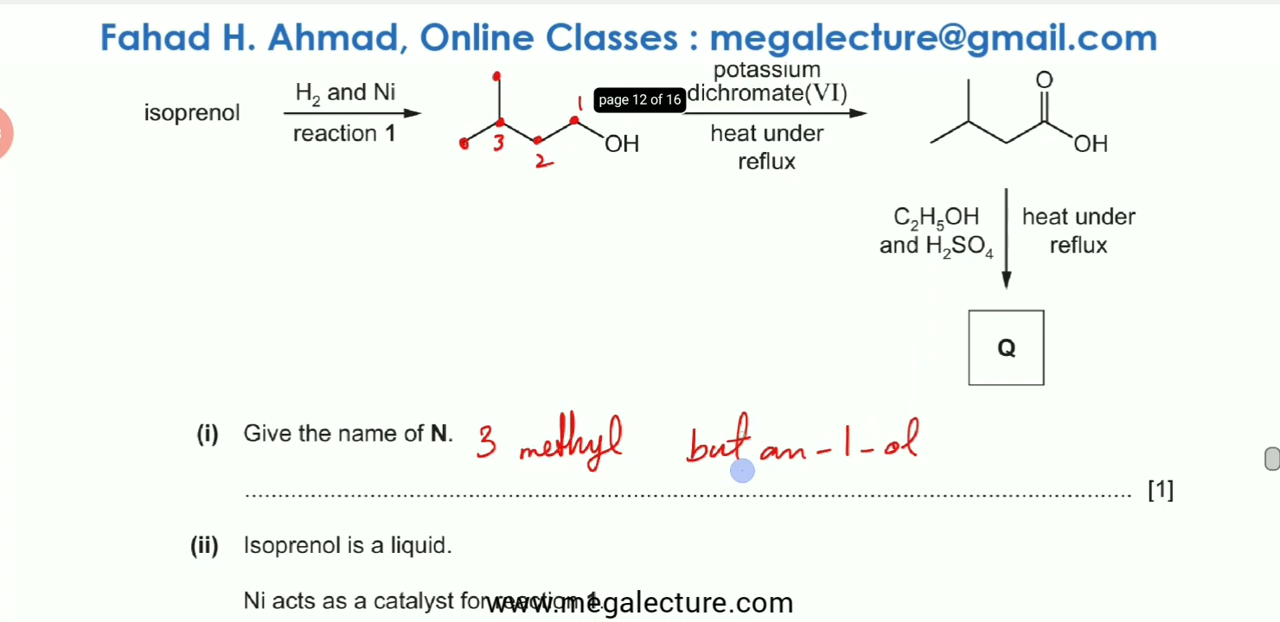 Fahad H. Ahmad, Online Classes : megalecture@gmail.com
isoprenol
H2 and Ni
reaction 1
1
2
3
OH
page 12 of 16
potassium
dichromate(VI)
heat under
reflux
O
OH
C2H5OH
and H2SO4
heat under
reflux
Q
(i) Give the name of N. 3 methyl butan-1-ol
[1]
(ii) Isoprenol is a liquid.
Ni acts as a catalyst for
www.megalecture.com